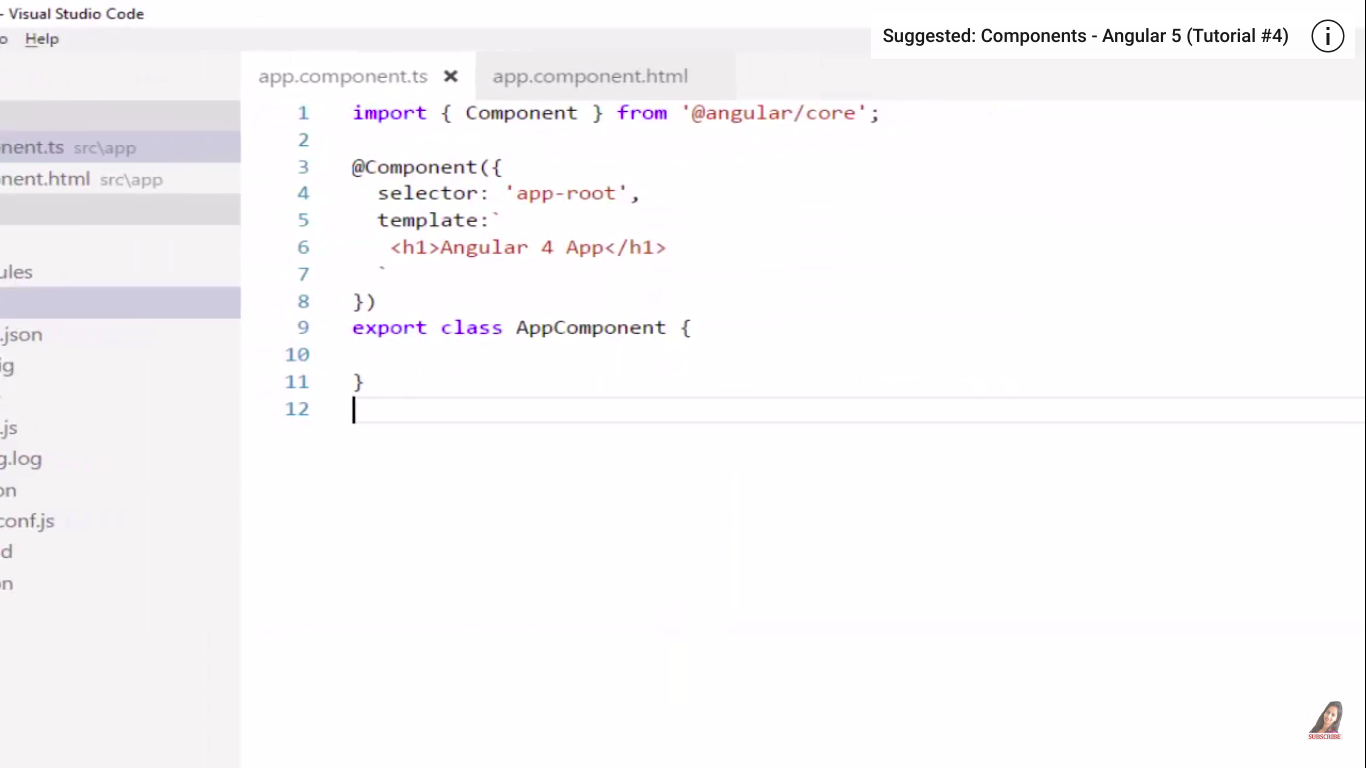 - Visual Studio Code
o Help
Suggested: Components - Angular 5 (Tutorial #4)
app.component.ts app.component.html
1 import { Component } from '@angular/core';
2
3 @Component({
4 selector: 'app-root',
5 template:`
6 <h1>Angular 4 App</h1>
7 `
8 })
9 export class AppComponent {
10
11 }
12
nent.ts src\app
nent.html src\app
ules
.json
ig
.js
g.log
on
conf.js
d
on
SUBSCRIBE